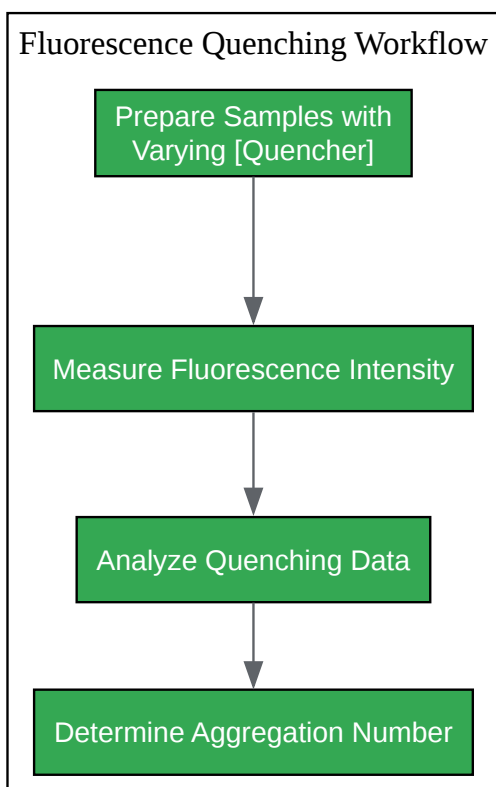 Fluorescence Quenching Workflow
Prepare Samples with
Varying [Quencher]
Measure Fluorescence Intensity
Analyze Quenching Data
Determine Aggregation Number